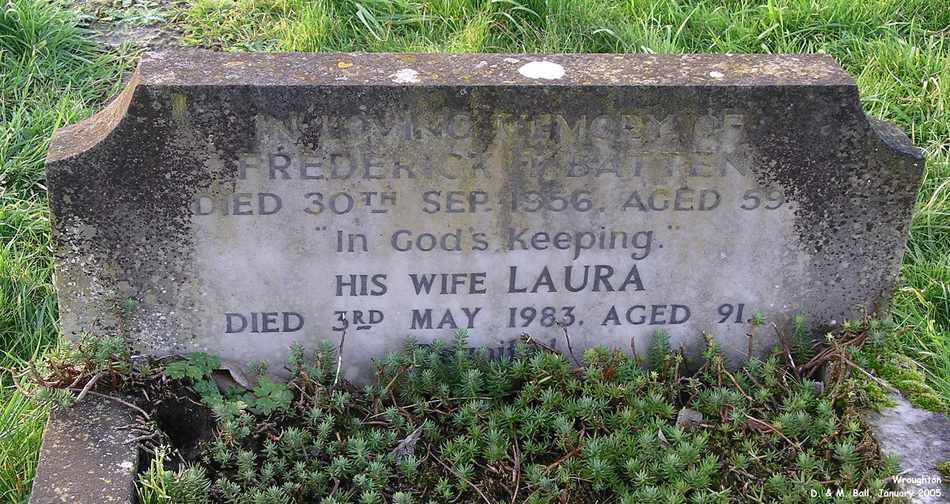 IN LOVING MEMORY OF
FREDERICK BATTEN
DIED 30TH SEP. 1956. AGED 59
"In God's Keeping."
HIS WIFE LAURA
DIED 3RD MAY 1983. AGED 91.
Wroughton
D. & M. Ball, January 2005